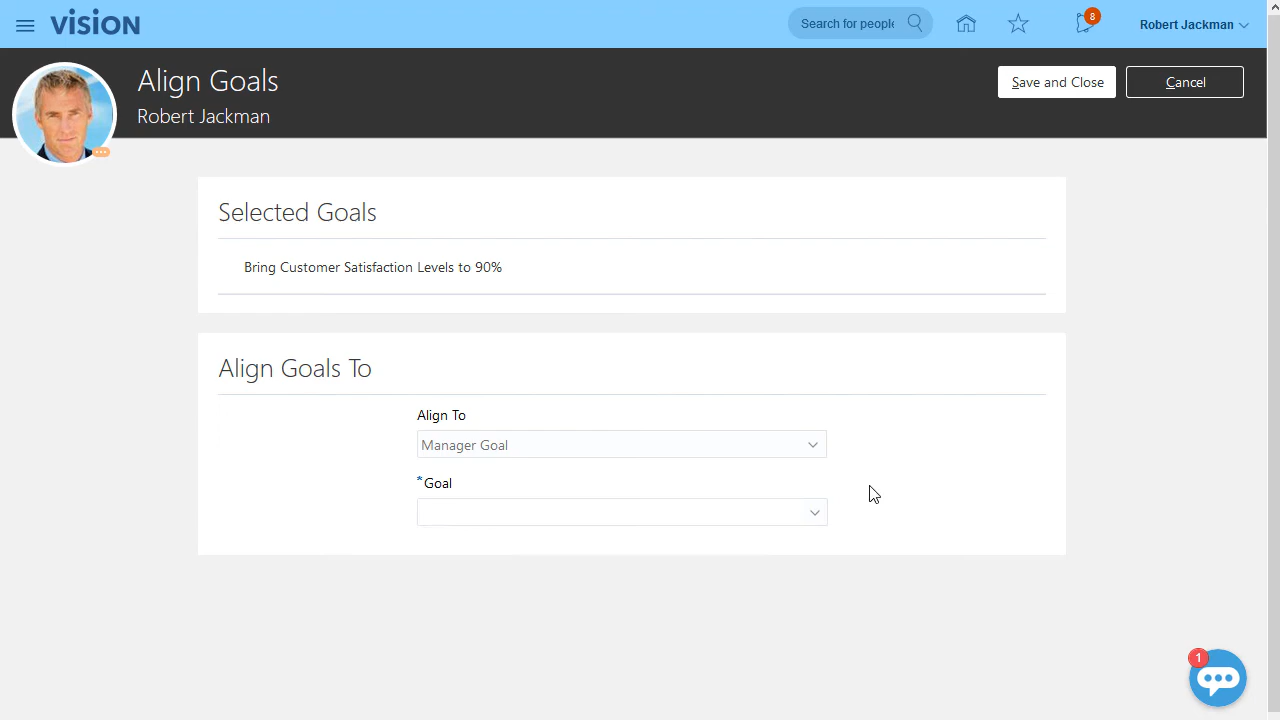 vision
Search for people
8
Robert Jackman
Align Goals
Robert Jackman
Save and Close
Cancel
Selected Goals
Bring Customer Satisfaction Levels to 90%
Align Goals To
Align To
Manager Goal
*Goal
1